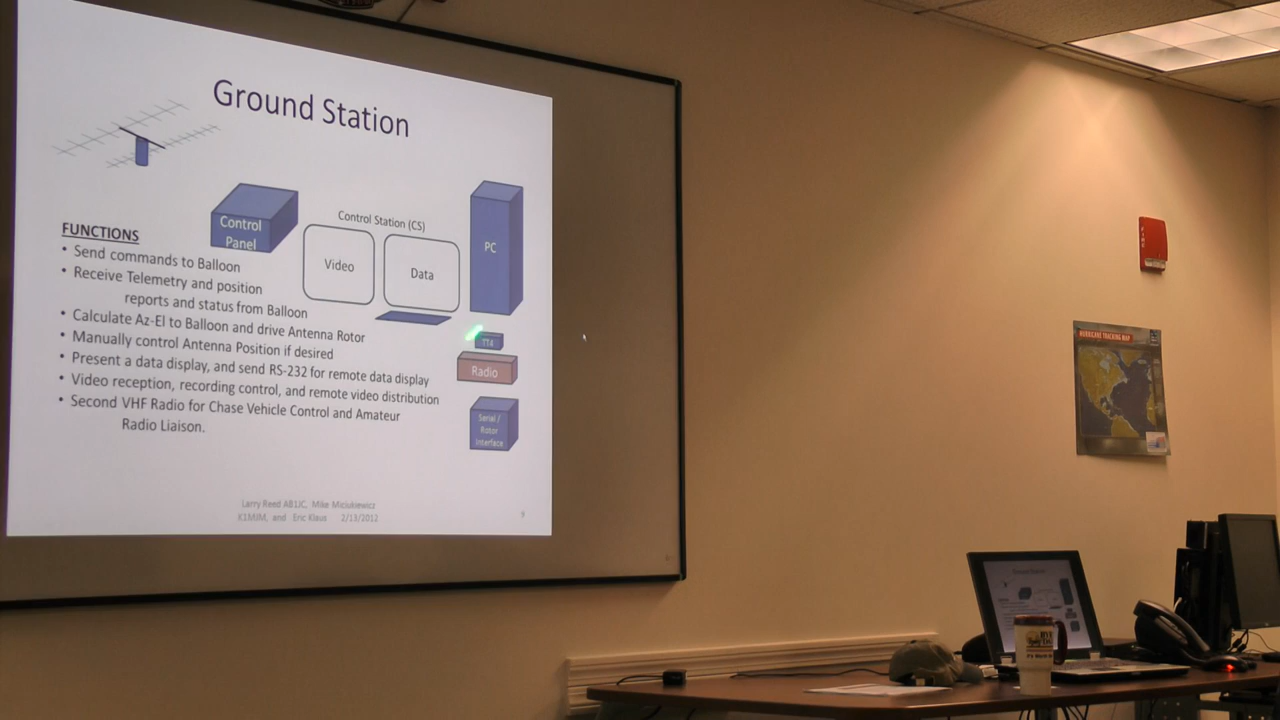 Ground Station
Control
Panel
Control Station (CS)
Video
Data
PC
FUNCTIONS
• Send commands to Balloon
• Receive Telemetry and position
reports and status from Balloon
• Calculate Az-El to Balloon and drive Antenna Rotor
• Manually control Antenna Position if desired
• Present a data display, and send RS-232 for remote data display
• Video reception, recording control, and remote video distribution
• Second VHF Radio for Chase Vehicle Control and Amateur
Radio Liaison.
TT4
Radio
Serial /
Rotor
Interface
Larry Reed AB1JC, Mike Miciukiewicz
K1MJM, and Eric Klaus 2/13/2012
9
HURRICANE TRACKING MAP